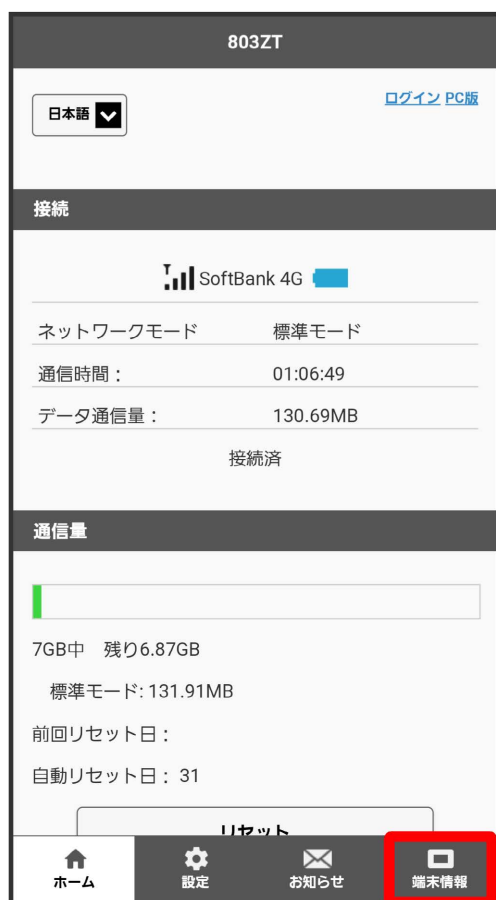 803ZT
日本語
ログイン PC版
接続
SoftBank 4G
ネットワークモード 標準モード
通信時間： 01:06:49
データ通信量： 130.69MB
接続済
通信量
7GB中　残り6.87GB
標準モード: 131.91MB
前回リセット日：
自動リセット日： 31
リセット
ホーム 設定 お知らせ 端末情報